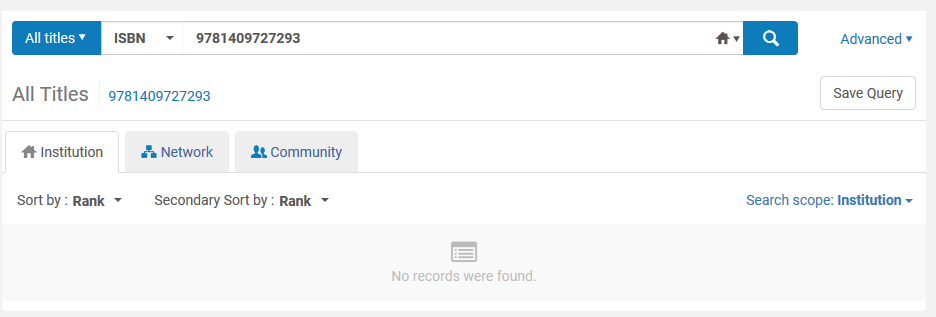 All titles ISBN 9781409727293 Advanced
All Titles 9781409727293 Save Query
Institution Network Community
Sort by : Rank Secondary Sort by : Rank Search scope: Institution
No records were found.